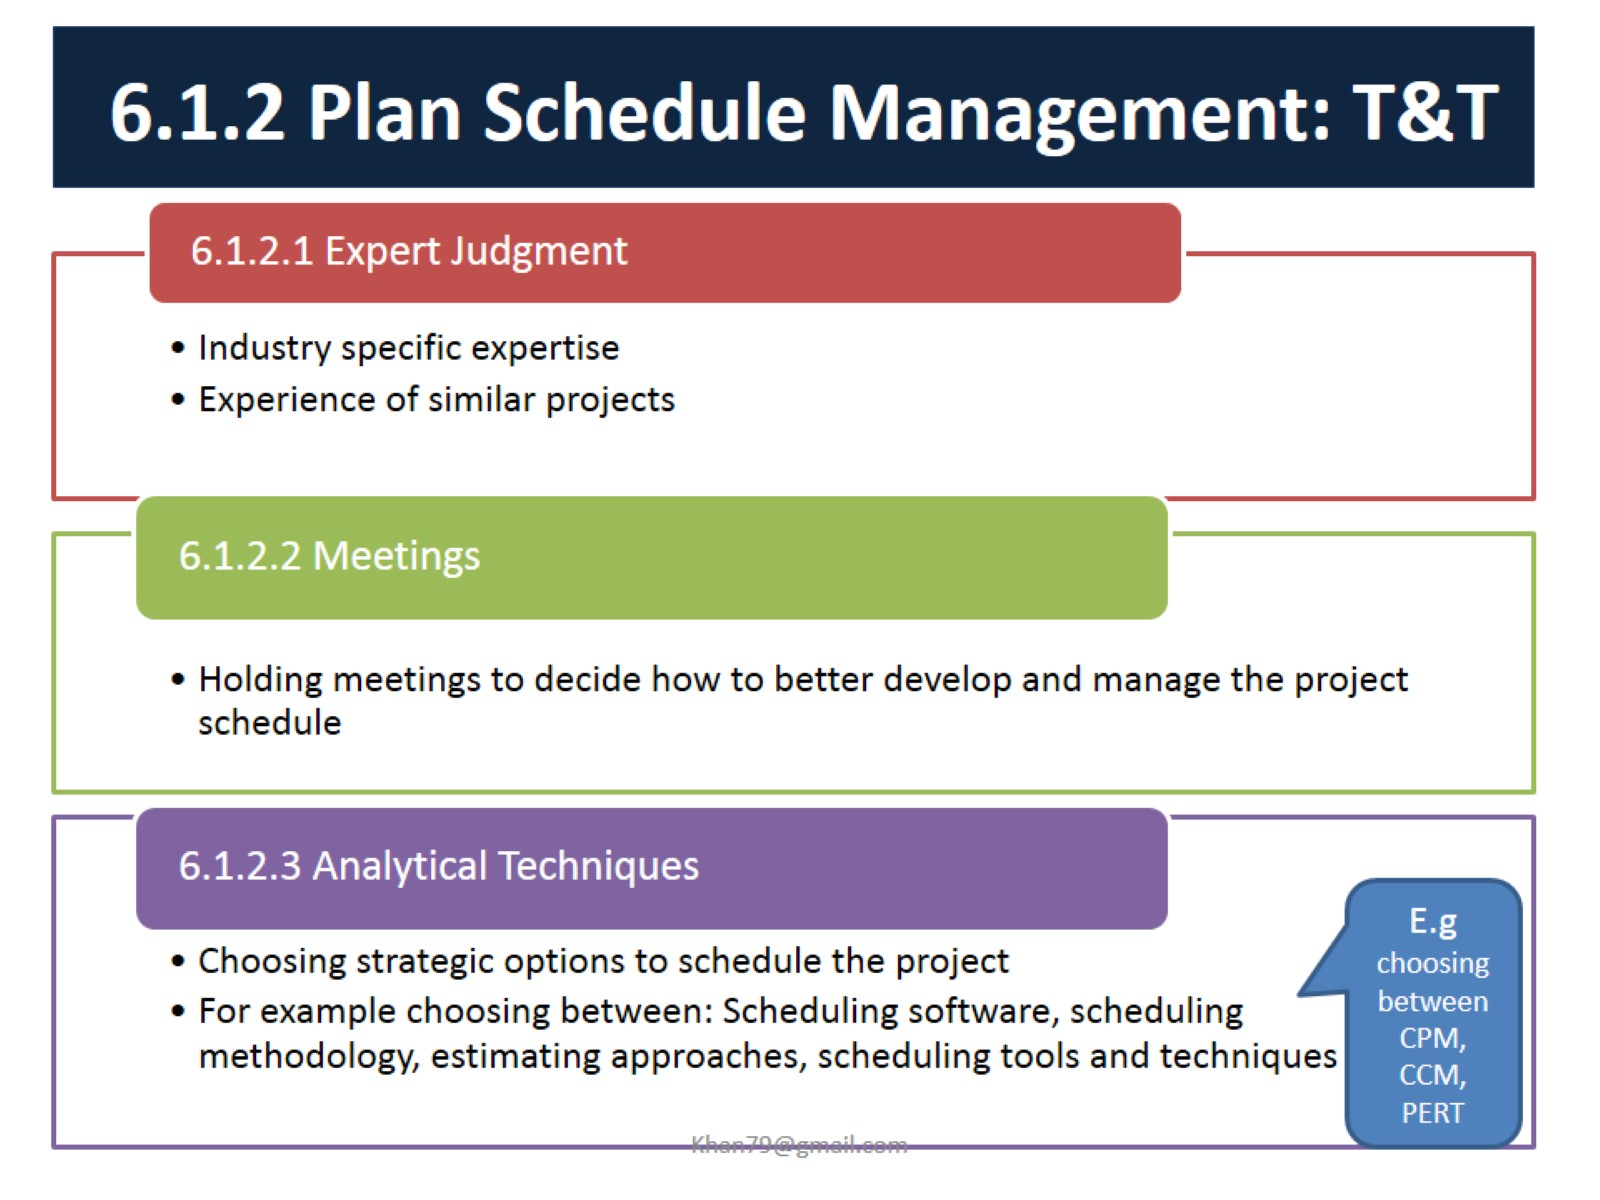 6.1.2 Plan Schedule Management: T&T
6.1.2.1 Expert Judgment
• Industry specific expertise
• Experience of similar projects
6.1.2.2 Meetings
• Holding meetings to decide how to better develop and manage the project
schedule
6.1.2.3 Analytical Techniques
• Choosing strategic options to schedule the project
• For example choosing between: Scheduling software, scheduling
methodology, estimating approaches, scheduling tools and techniques
E.g
choosing
between
CPM,
CCM,
PERT
Khan79@gmail.com